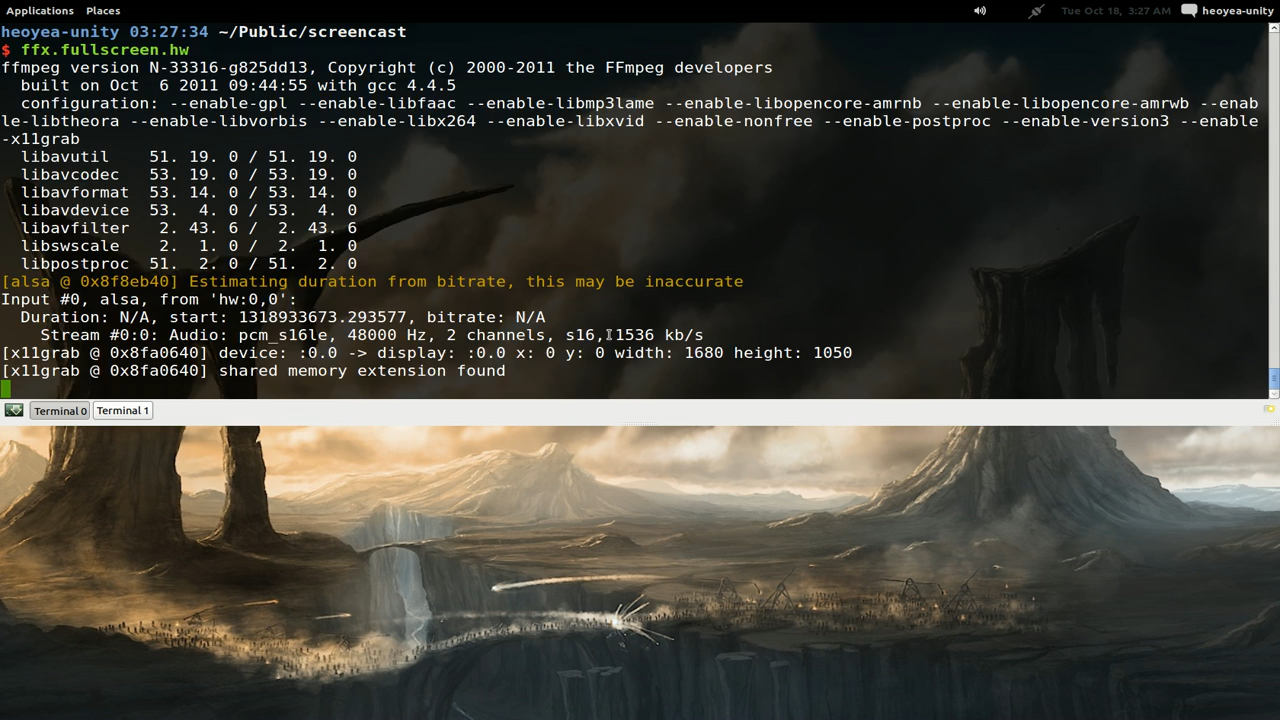 Applications Places Tue Oct 18, 3:27 AM heoyea-unity
heoyea-unity 03:27:34 ~/Public/screencast
$ ffx.fullscreen.hw
ffmpeg version N-33316-g825dd13, Copyright (c) 2000-2011 the FFmpeg developers
  built on Oct  6 2011 09:44:55 with gcc 4.4.5
  configuration: --enable-gpl --enable-libfaac --enable-libmp3lame --enable-libopencore-amrnb --enable-libopencore-amrwb --enab
le-libtheora --enable-libvorbis --enable-libx264 --enable-libxvid --enable-nonfree --enable-postproc --enable-version3 --enable
-x11grab
  libavutil    51. 19. 0 / 51. 19. 0
  libavcodec   53. 19. 0 / 53. 19. 0
  libavformat  53. 14. 0 / 53. 14. 0
  libavdevice  53.  4. 0 / 53.  4. 0
  libavfilter   2. 43. 6 /  2. 43. 6
  libswscale    2.  1. 0 /  2.  1. 0
  libpostproc  51.  2. 0 / 51.  2. 0
[alsa @ 0x8f8eb40] Estimating duration from bitrate, this may be inaccurate
Input #0, alsa, from 'hw:0,0':
  Duration: N/A, start: 1318933673.293577, bitrate: N/A
    Stream #0:0: Audio: pcm_s16le, 48000 Hz, 2 channels, s16, 1536 kb/s
[x11grab @ 0x8fa0640] device: :0.0 -> display: :0.0 x: 0 y: 0 width: 1680 height: 1050
[x11grab @ 0x8fa0640] shared memory extension found
Terminal 0 Terminal 1